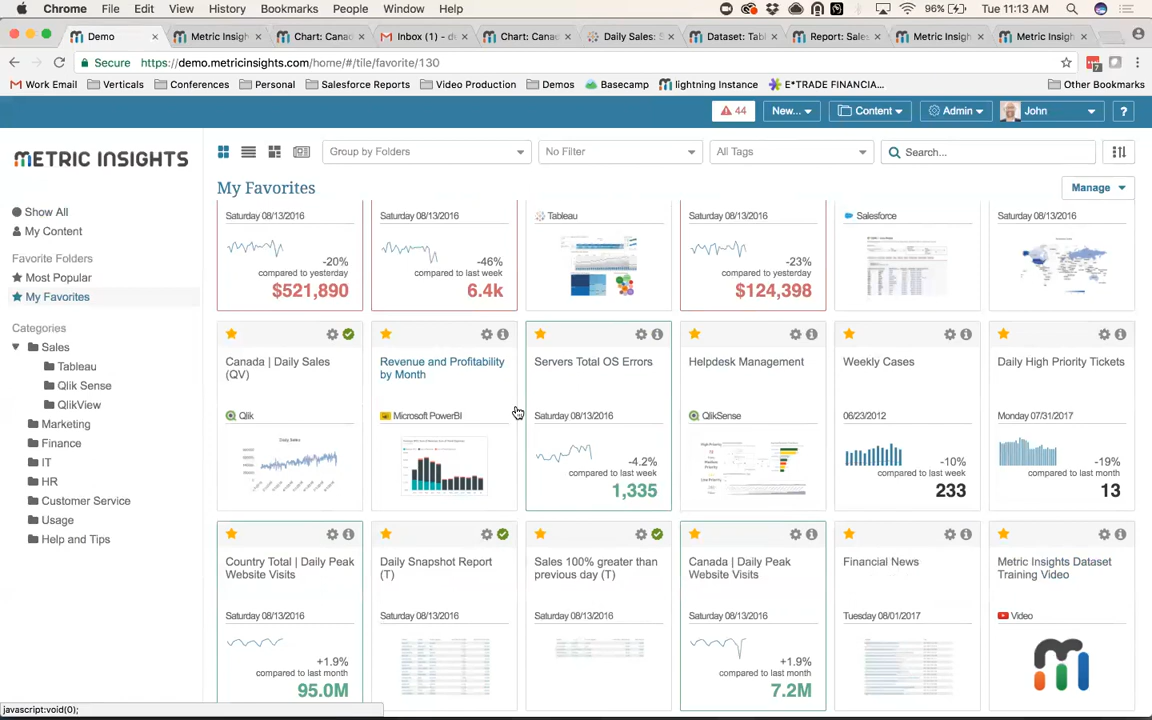 Chrome File Edit View History Bookmarks People Window Help 96% Tue 11:13 AM
Demo × Metric Insigh × Chart: Canad × Inbox (1) - d × Chart: Cana × Daily Sales: S × Dataset: Tabl × Report: Sale × Metric Insigh × Metric Insigh ×
Secure https://demo.metricinsights.com/home/#/tile/favorite/130
Work Email Verticals Conferences Personal Salesforce Reports Video Production Demos Basecamp lightning Instance E*TRADE FINANCIA... Other Bookmarks
44 New... Content Admin John ?
METRIC INSIGHTS
Group by Folders No Filter All Tags Search...
My Favorites Manage
Show All
My Content
Favorite Folders
Most Popular
My Favorites
Categories
Sales
Tableau
Qlik Sense
QlikView
Marketing
Finance
IT
HR
Customer Service
Usage
Help and Tips
Saturday 08/13/2016
-20%
compared to yesterday
$521,890
Saturday 08/13/2016
-46%
compared to last week
6.4k
Tableau
Saturday 08/13/2016
-23%
compared to yesterday
$124,398
Salesforce
Saturday 08/13/2016
Canada | Daily Sales
(QV)
Qlik
Daily Sales
Revenue and Profitability
by Month
Microsoft PowerBI
Servers Total OS Errors
Saturday 08/13/2016
-4.2%
compared to last week
1,335
Helpdesk Management
QlikSense
Weekly Cases
06/23/2012
-10%
compared to last week
233
Daily High Priority Tickets
Monday 07/31/2017
-19%
compared to last month
13
Country Total | Daily Peak
Website Visits
Saturday 08/13/2016
+1.9%
compared to last month
95.0M
Daily Snapshot Report
(T)
Saturday 08/13/2016
Sales 100% greater than
previous day (T)
Saturday 08/13/2016
Canada | Daily Peak
Website Visits
Saturday 08/13/2016
+1.9%
compared to last month
7.2M
Financial News
Tuesday 08/01/2017
Metric Insights Dataset
Training Video
Video
javascript:void(0);